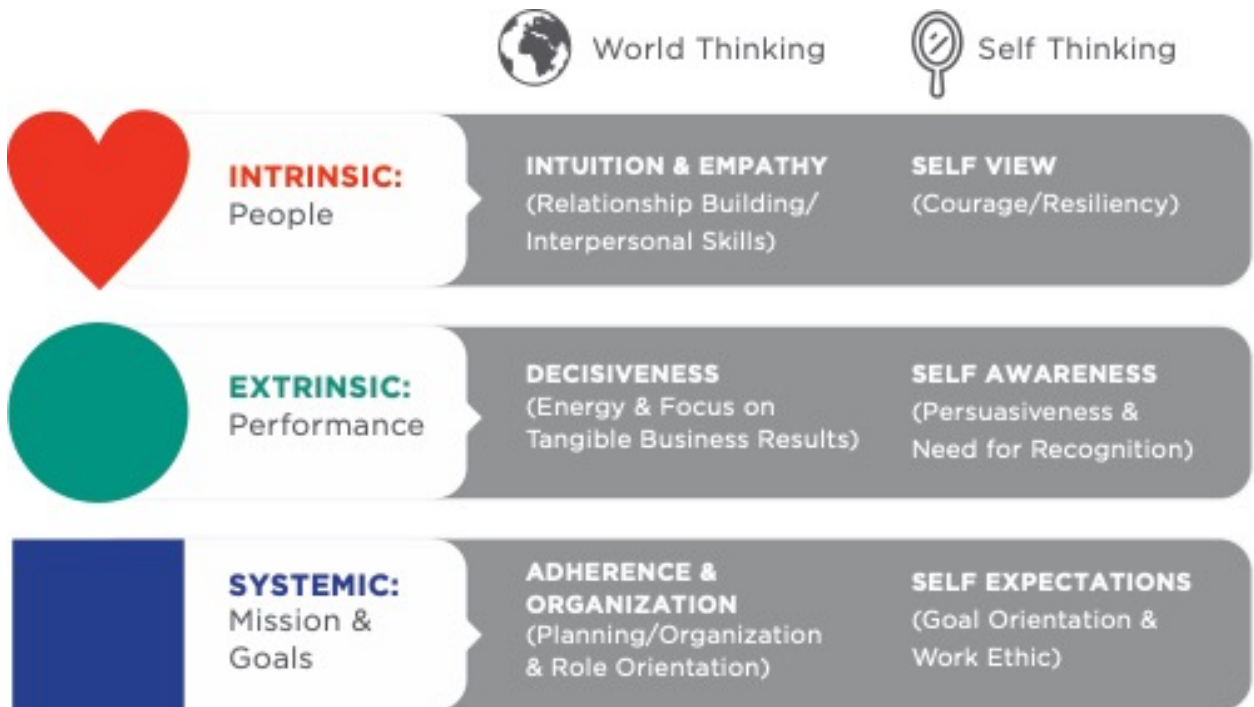 World Thinking
Self Thinking
INTRINSIC:
People
INTUITION & EMPATHY
(Relationship Building/
Interpersonal Skills)
SELF VIEW
(Courage/Resiliency)
EXTRINSIC:
Performance
DECISIVENESS
(Energy & Focus on
Tangible Business Results)
SELF AWARENESS
(Persuasiveness &
Need for Recognition)
SYSTEMIC:
Mission &
Goals
ADHERENCE &
ORGANIZATION
(Planning/Organization
& Role Orientation)
SELF EXPECTATIONS
(Goal Orientation &
Work Ethic)